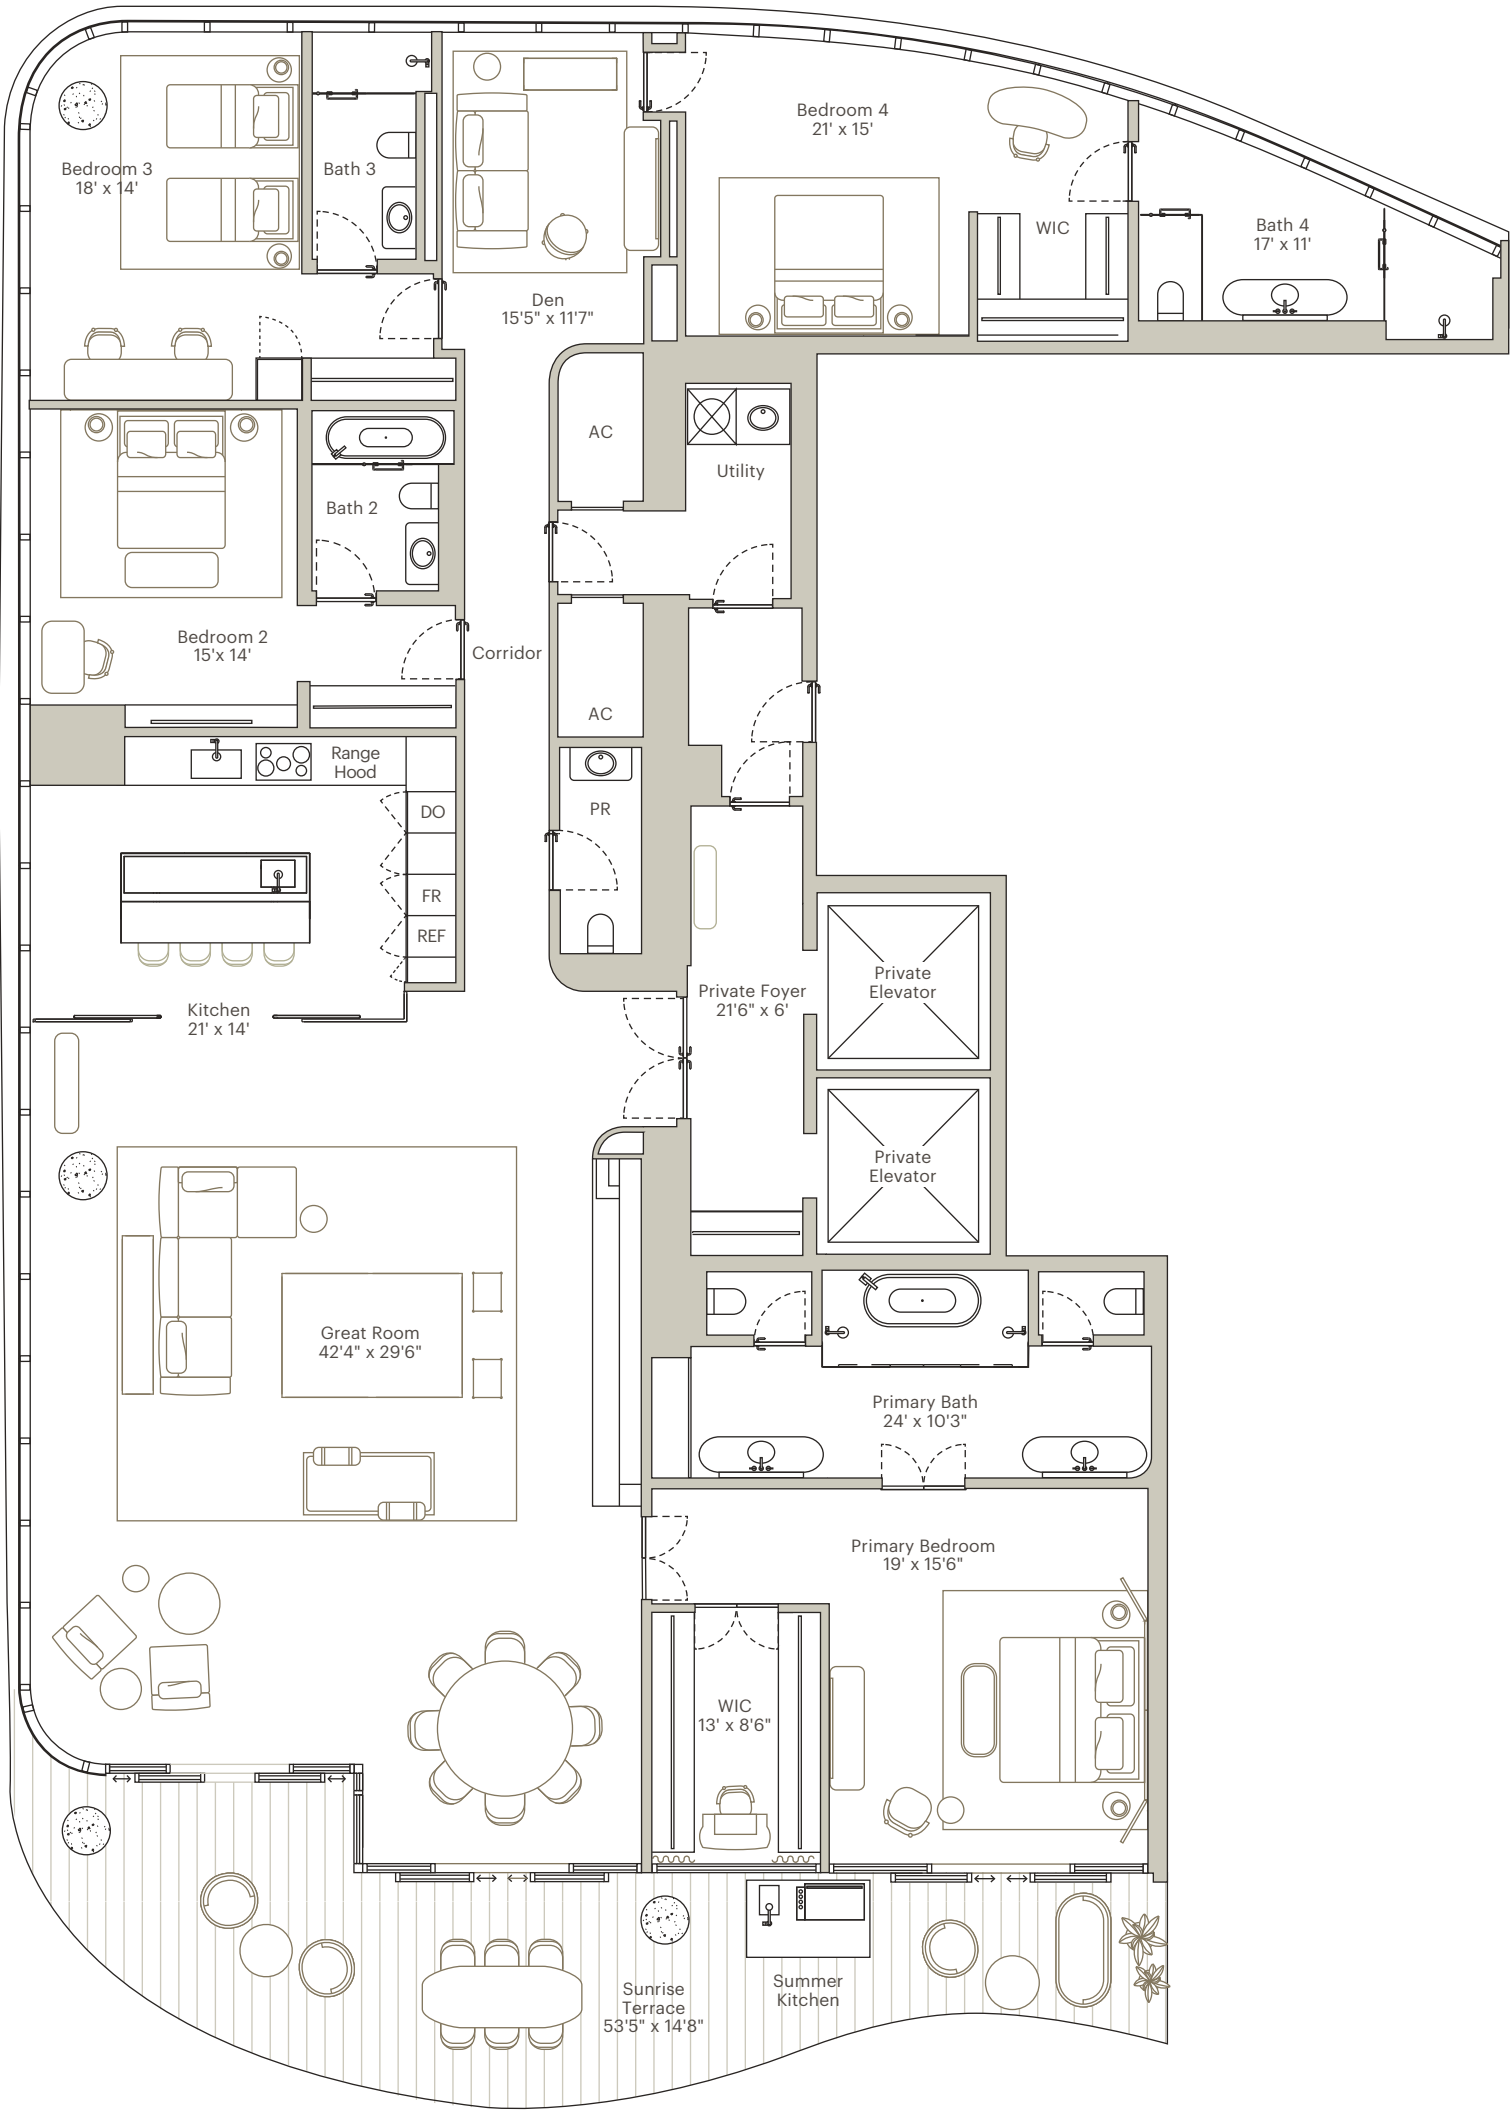 Bedroom 3
18' x 14'
Bath 3
Den
15'5" x 11'7"
Bedroom 4
21' x 15'
WIC
Bath 4
17' x 11'
AC
Utility
Bath 2
Bedroom 2
15'x 14'
Corridor
AC
Range
Hood
DO
FR
REF
PR
Kitchen
21' x 14'
Private Foyer
21'6" x 6'
Private
Elevator
Private
Elevator
Great Room
42'4" x 29'6"
Primary Bath
24' x 10'3"
Primary Bedroom
19' x 15'6"
WIC
13' x 8'6"
Sunrise
Terrace
53'5" x 14'8"
Summer
Kitchen